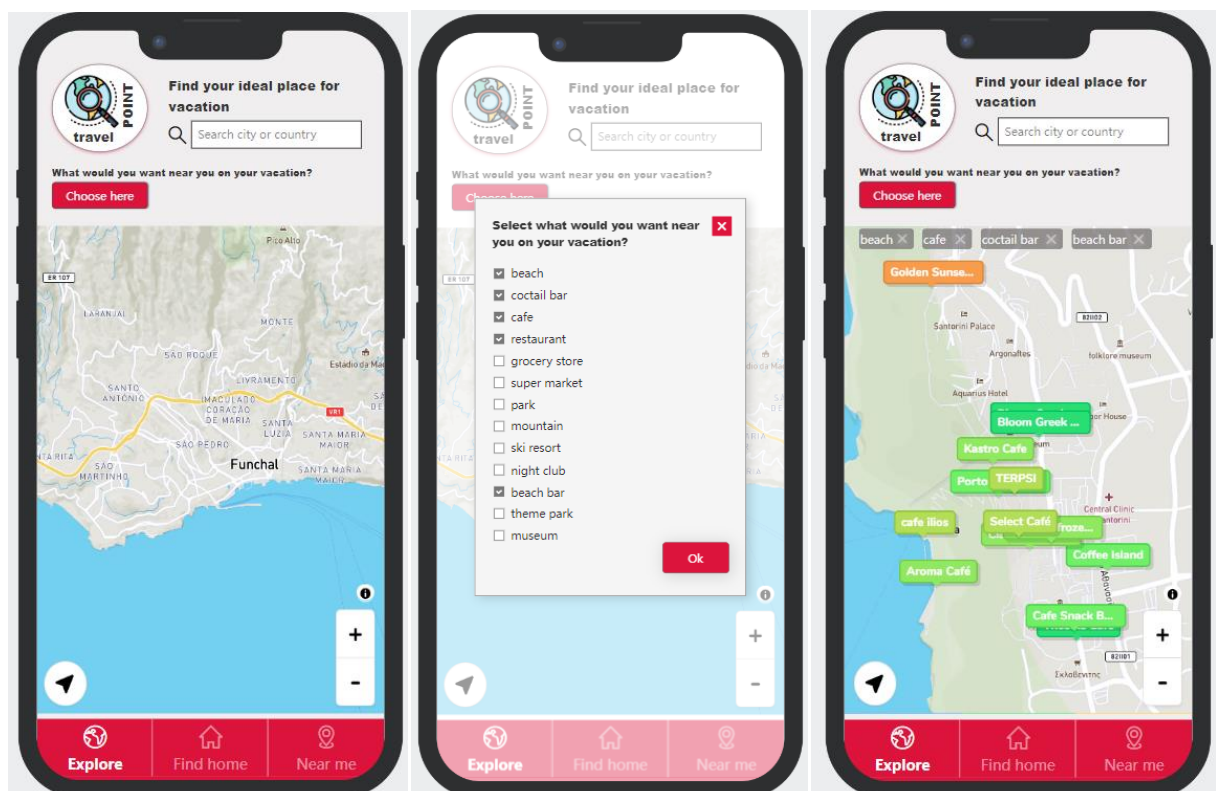 travel
POINT
Find your ideal place for
vacation
Search city or country
What would you want near you on your vacation?
Choose here
Pico Alto
ER 107
LARANJAL
MONTE
SÃO ROQUE
SANTO
ANTÓNIO
LIVRAMENTO
IMACULADO
CORAÇÃO
DE MARIA
SANTA
LUZIA
VR1
SANTA MARIA
MAIOR
SÃO PEDRO
SÃO
MARTINHO
Funchal
SANTA MARIA
MAIOR
+
-
Explore
Find home
Near me
travel
POINT
Find your ideal place for
vacation
Search city or country
What would you want near you on your vacation?
Choose here
Select what would you want near
you on your vacation?
beach
coctail bar
cafe
restaurant
grocery store
super market
park
mountain
ski resort
night club
beach bar
theme park
museum
Ok
+
-
Explore
Find home
Near me
travel
POINT
Find your ideal place for
vacation
Search city or country
What would you want near you on your vacation?
Choose here
beach
cafe
coctail bar
beach bar
Golden Sunse...
Santorini Palace
82ΙΙ02
Argonaftes
folklore museum
Aquarius Hotel
Bloom Greek ...
Kastro Cafe
Porto
TERPSI
Central Clinic
cafe ilios
Select Café
froze...
Coffee island
Aroma Café
Cafe Snack B...
82ΙΙ01
+
-
Explore
Find home
Near me